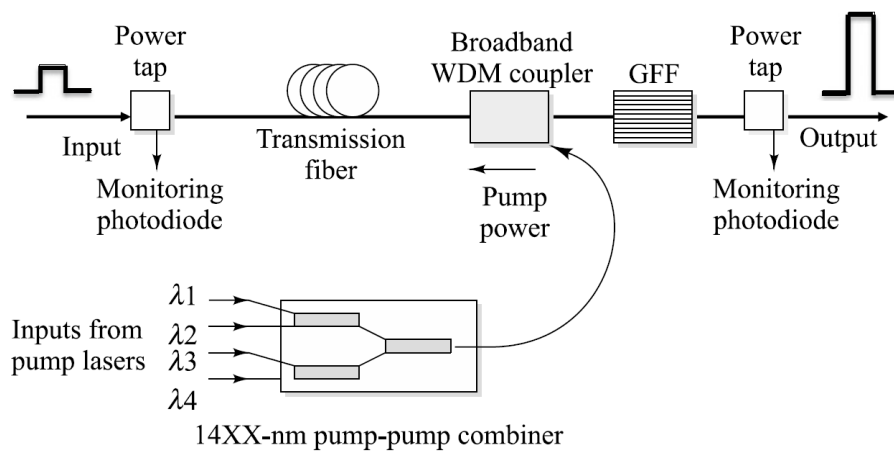 Power
tap
Broadband
WDM coupler
GFF
Power
tap
Input
Transmission
fiber
Output
Monitoring
photodiode
Pump
power
Monitoring
photodiode
Inputs from
pump lasers
λ1
λ2
λ3
λ4
14XX-nm pump-pump combiner